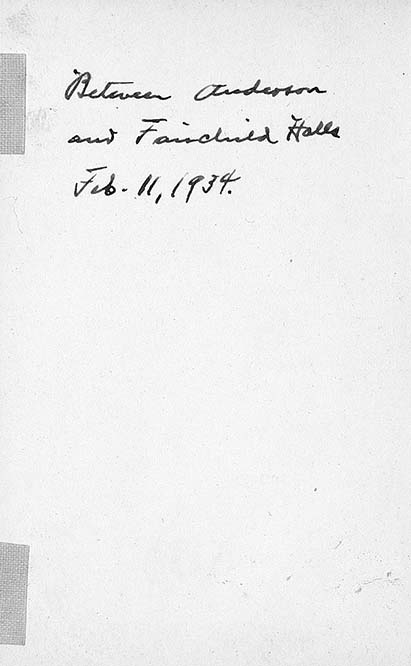 Between Anderson
and Fairchild Halls
Feb. 11, 1934.